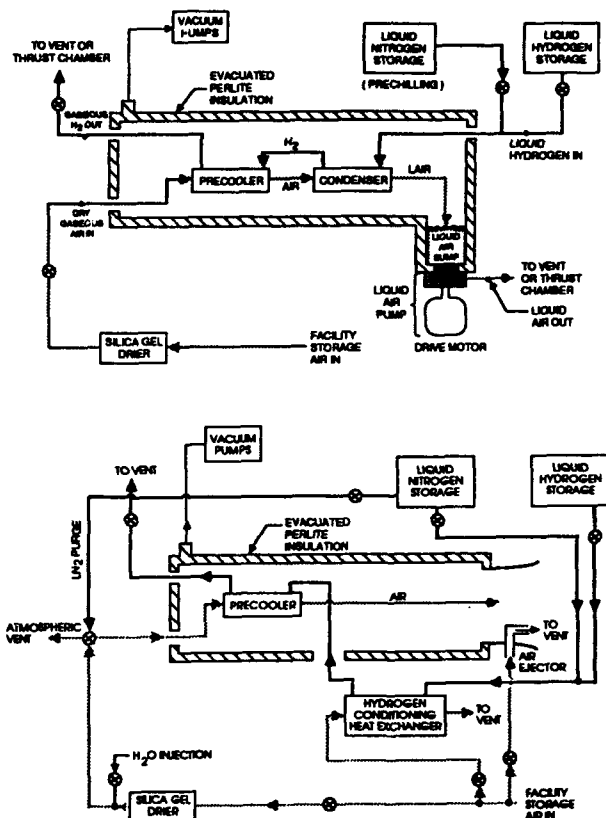 VACUUM
PUMPS
TO VENT OR
THRUST CHAMBER
EVACUATED
PERLITE
INSULATION
LIQUID
NITROGEN
STORAGE
( PRECHILLING )
LIQUID
HYDROGEN
STORAGE
GASEOUS
H2 OUT
H2
LIQUID
HYDROGEN IN
PRECOOLER
AIR
CONDENSER
LAIR
DRY
GASEOUS
AIR IN
LIQUID AIR
SUMP
TO VENT
OR THRUST
CHAMBER
LIQUID
AIR
PUMP
LIQUID
AIR OUT
DRIVE MOTOR
SILICA GEL
DRIER
FACILITY
STORAGE
AIR IN
VACUUM
PUMPS
TO VENT
LIQUID
NITROGEN
STORAGE
LIQUID
HYDROGEN
STORAGE
EVACUATED
PERLITE
INSULATION
LN2 PURGE
PRECOOLER
AIR
ATMOSPHERIC
VENT
TO
VENT
AIR
EJECTOR
HYDROGEN
CONDITIONING
HEAT EXCHANGER
TO
VENT
H2O INJECTION
SILICA GEL
DRIER
FACILITY
STORAGE
AIR IN